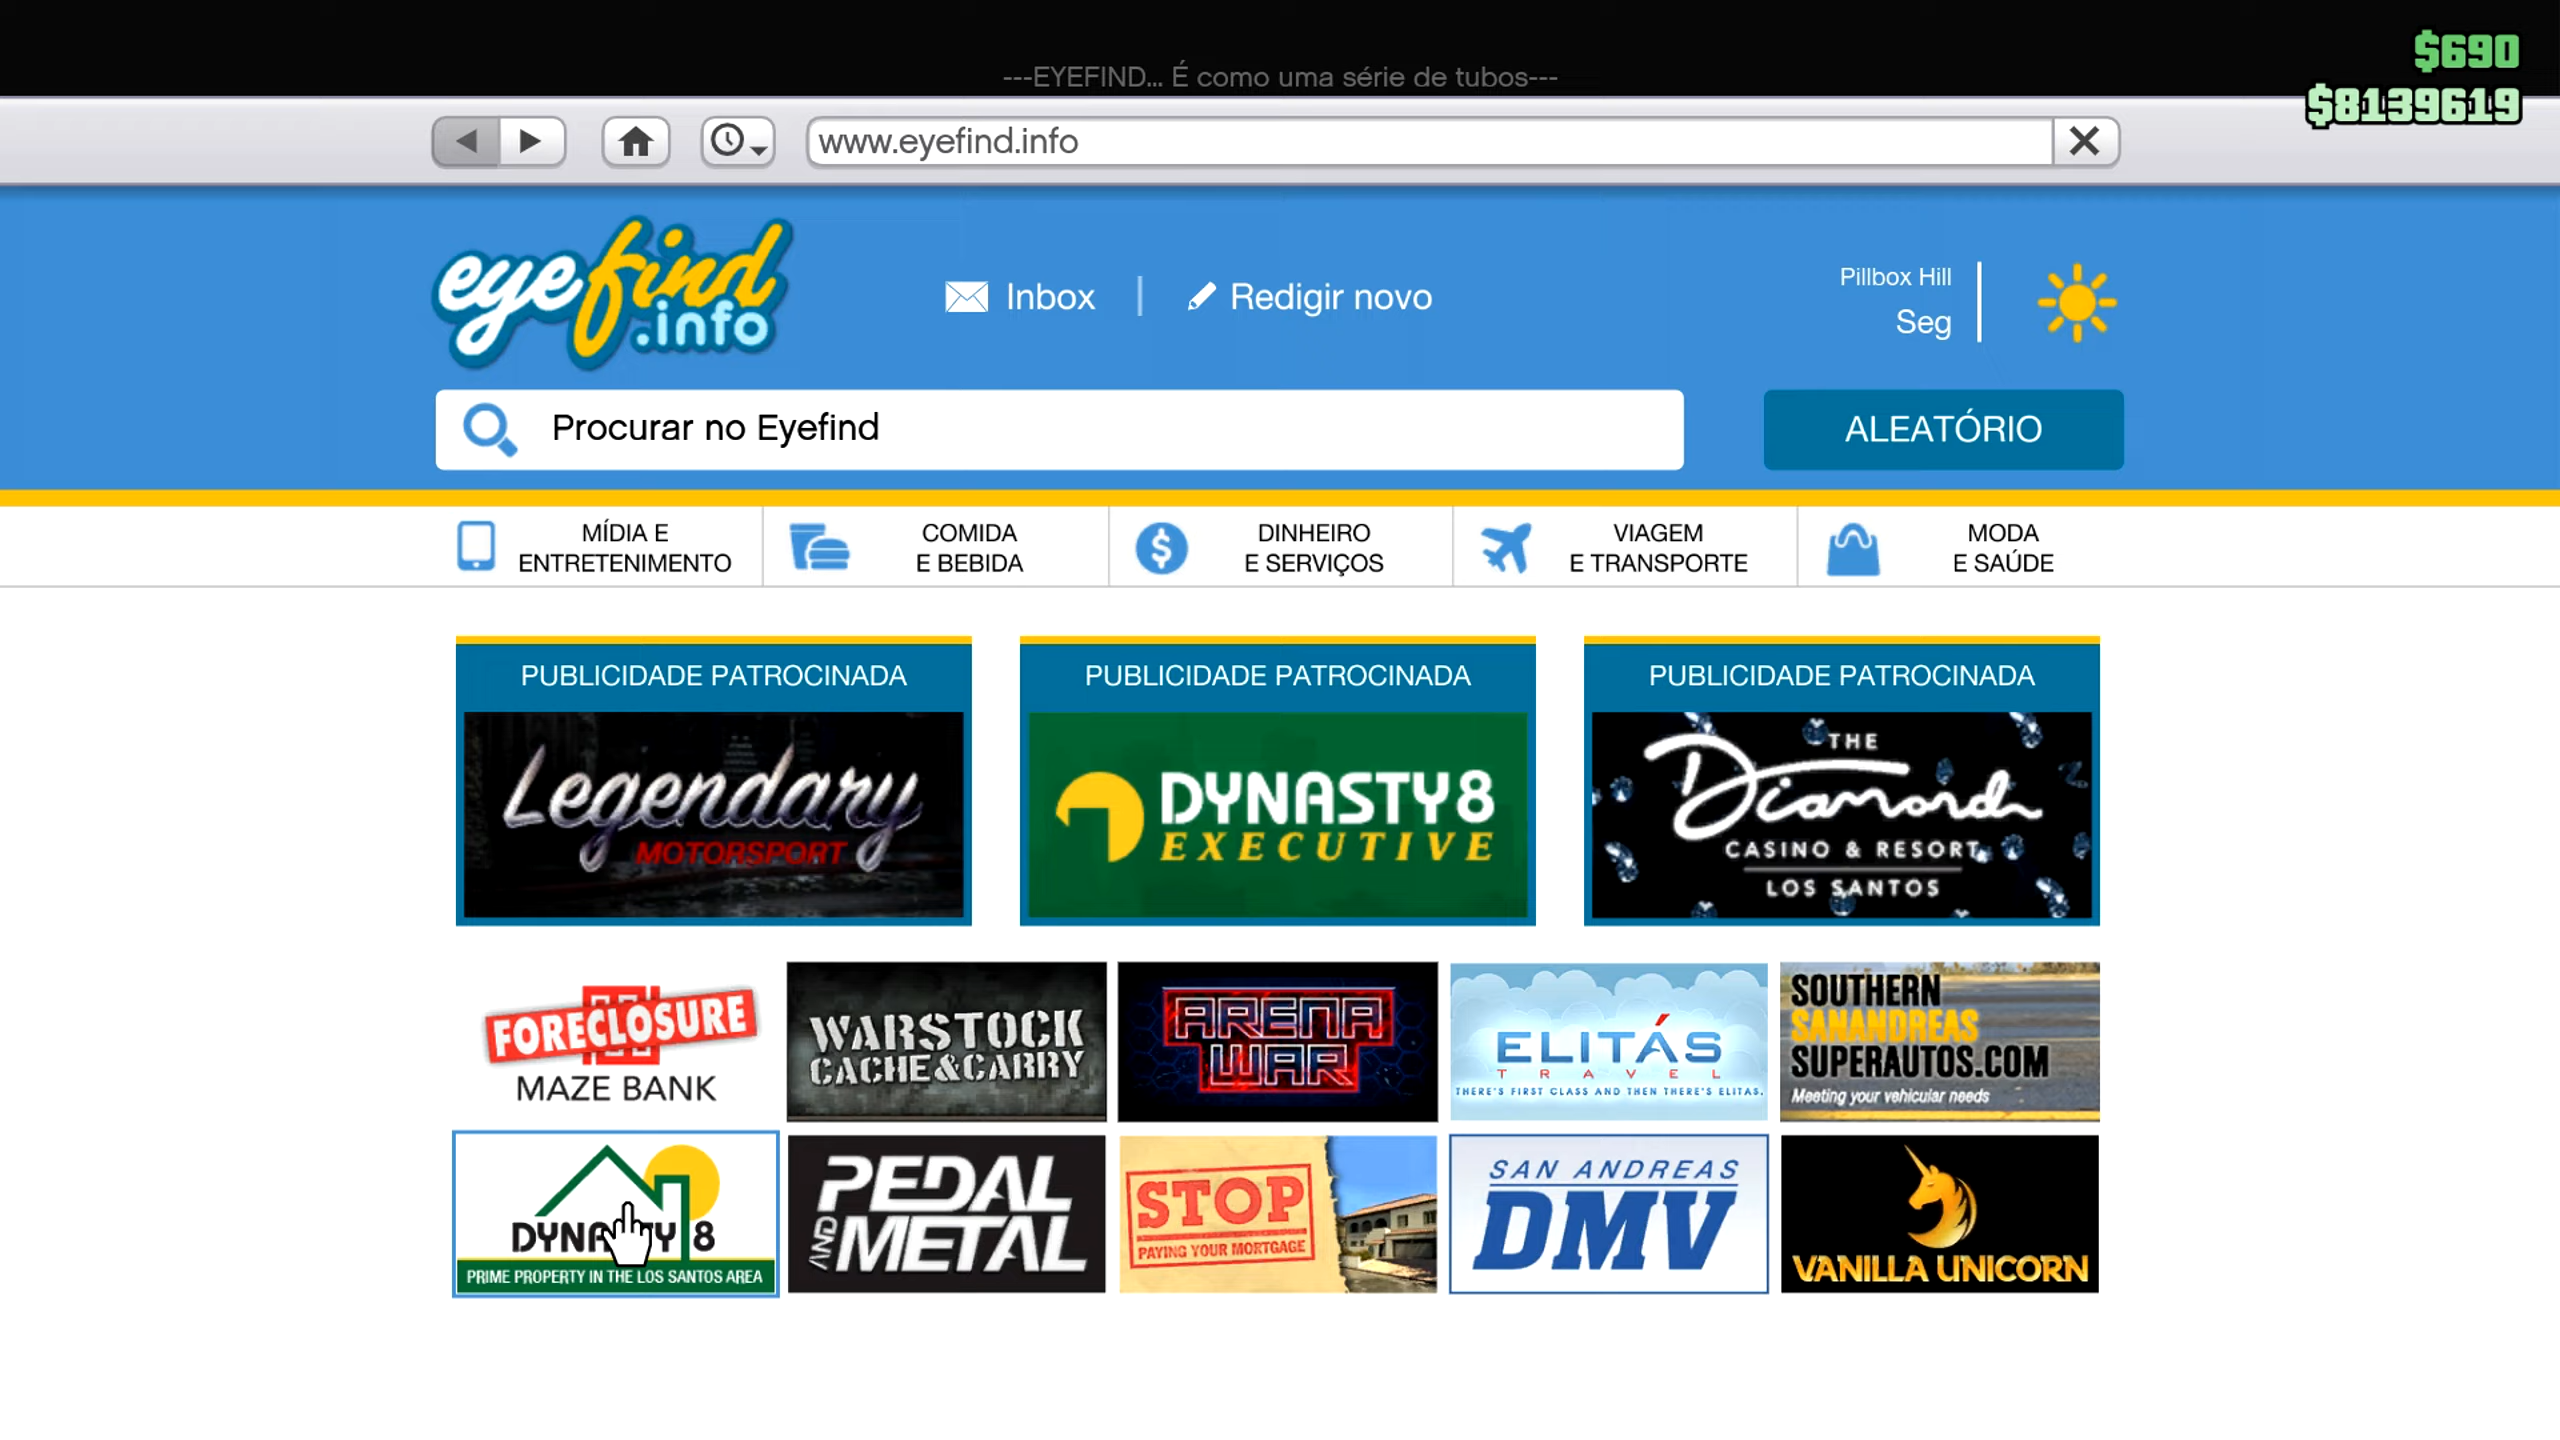 $690
---EYEFIND... É como uma série de tubos---
$8139619
www.eyefind.info
eyefind
.info
Inbox
Redigir novo
Pillbox Hill
Seg
Procurar no Eyefind
ALEATÓRIO
MÍDIA E
ENTRETENIMENTO
COMIDA
E BEBIDA
DINHEIRO
E SERVIÇOS
VIAGEM
E TRANSPORTE
MODA
E SAÚDE
PUBLICIDADE PATROCINADA
Legendary
MOTORSPORT
PUBLICIDADE PATROCINADA
DYNASTY 8
EXECUTIVE
PUBLICIDADE PATROCINADA
THE
Diamond
CASINO & RESORT
LOS SANTOS
FORECLOSURE
MAZE BANK
WARSTOCK
CACHE & CARRY
ARENA
WAR
ELITÁS
TRAVEL
THERE'S FIRST CLASS AND THEN THERE'S ELITAS.
SOUTHERN
SANANDREAS
SUPERAUTOS.COM
Meeting your vehicular needs
DYNASTY 8
PRIME PROPERTY IN THE LOS SANTOS AREA
PEDAL
AND METAL
STOP
PAYING YOUR MORTGAGE
SAN ANDREAS
DMV
VANILLA UNICORN